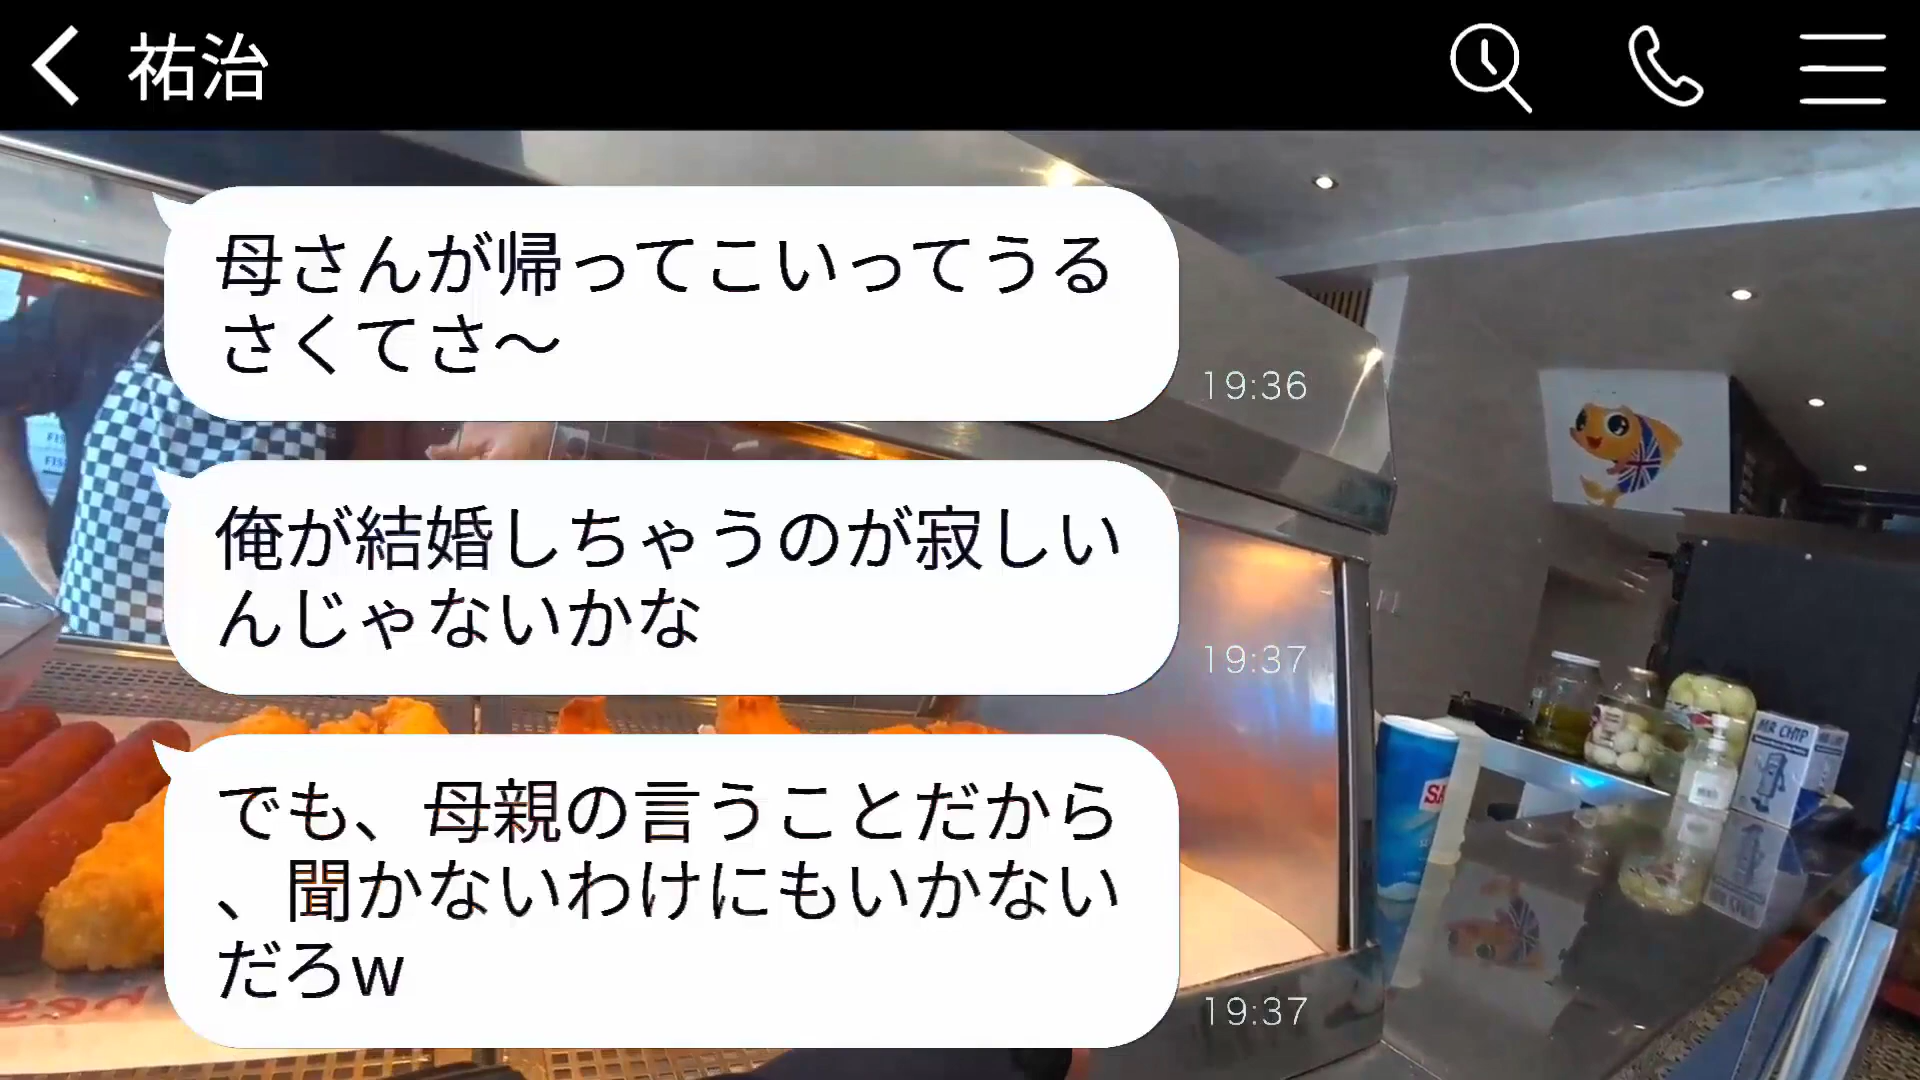 祐治
母さんが帰ってこいってうる
さくてさ～
19:36
俺が結婚しちゃうのが寂しい
んじゃないかな
19:37
でも、母親の言うことだから
、聞かないわけにもいかない
だろw
19:37
MR CHIP